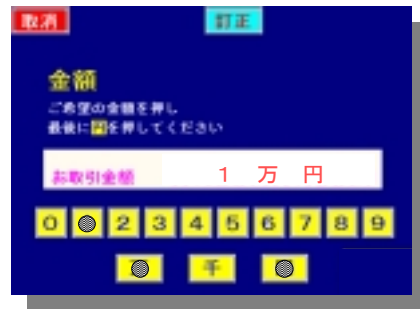 取消 訂正
金額
ご希望の金額を押し
最後に円を押してください
お取引金額 1 万 円
0 2 3 4 5 6 7 8 9
千